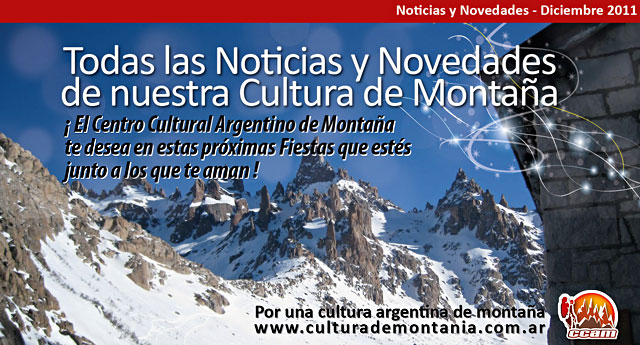 Noticias y Novedades - Diciembre 2011
Todas las Noticias y Novedades
de nuestra Cultura de Montaña
¡ El Centro Cultural Argentino de Montaña
te desea en estas próximas Fiestas que estés
junto a los que te aman !
Por una cultura argentina de montaña
www.culturademontania.com.ar
ccam